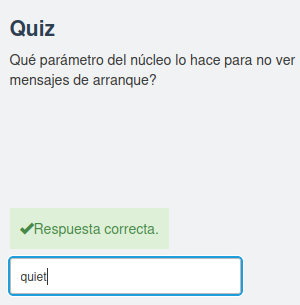 Quiz
Qué parámetro del núcleo lo hace para no ver
mensajes de arranque?
Respuesta correcta.
quiet